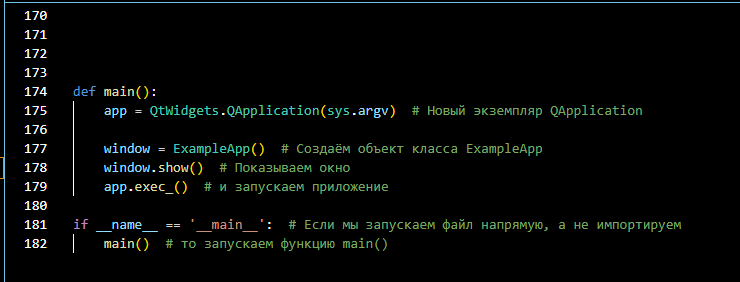 170
171
172
173
174 def main():
175 app = QtWidgets.QApplication(sys.argv)  # Новый экземпляр QApplication
176
177 window = ExampleApp()  # Создаём объект класса ExampleApp
178 window.show()  # Показываем окно
179 app.exec_()  # и запускаем приложение
180
181 if __name__ == '__main__':  # Если мы запускаем файл напрямую, а не импортируем
182 main()  # то запускаем функцию main()